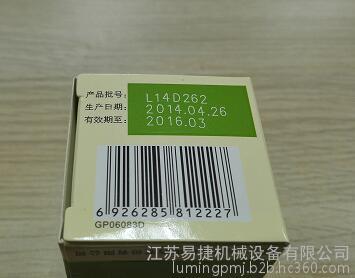 产品批号: L14D262
生产日期: 2014.04.26
有效期至: 2016.03
6 926285 812227
GP06083D
江苏易捷机械设备有限公司
lumingpmj.b2b.hc360.com